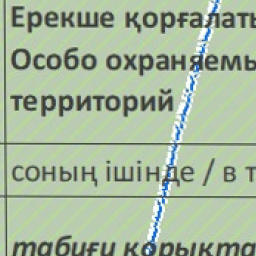 Ерекше қорғалаты
Особо охраняемы
территорий
соның ішінде / в т
табиғи қорықта